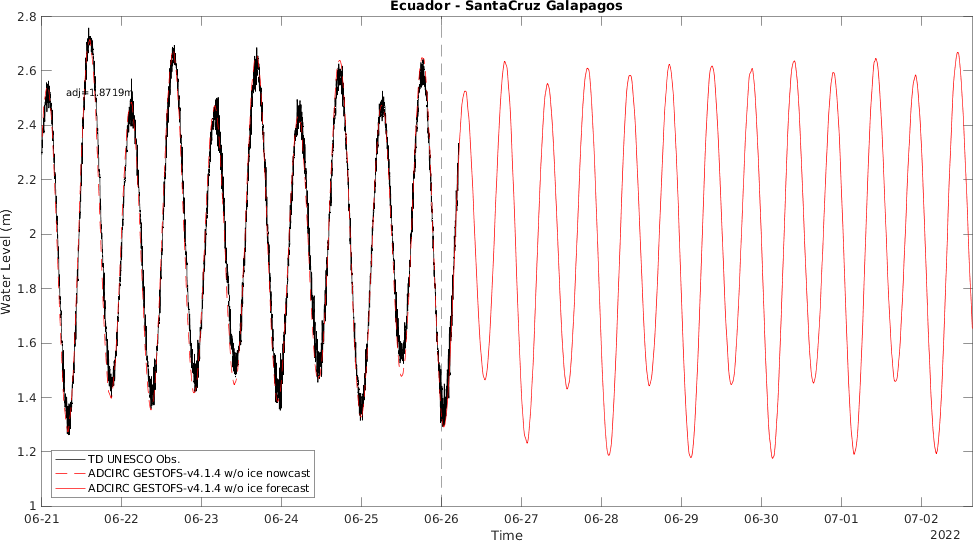 Ecuador - SantaCruz Galapagos
Water Level (m)
2.8
2.6
2.4
2.2
2
1.8
1.6
1.4
1.2
1
adj=1.8719m
TD UNESCO Obs.
ADCIRC GESTOFS-v4.1.4 w/o ice nowcast
ADCIRC GESTOFS-v4.1.4 w/o ice forecast
06-21 06-22 06-23 06-24 06-25 06-26 06-27 06-28 06-29 06-30 07-01 07-02
Time
2022